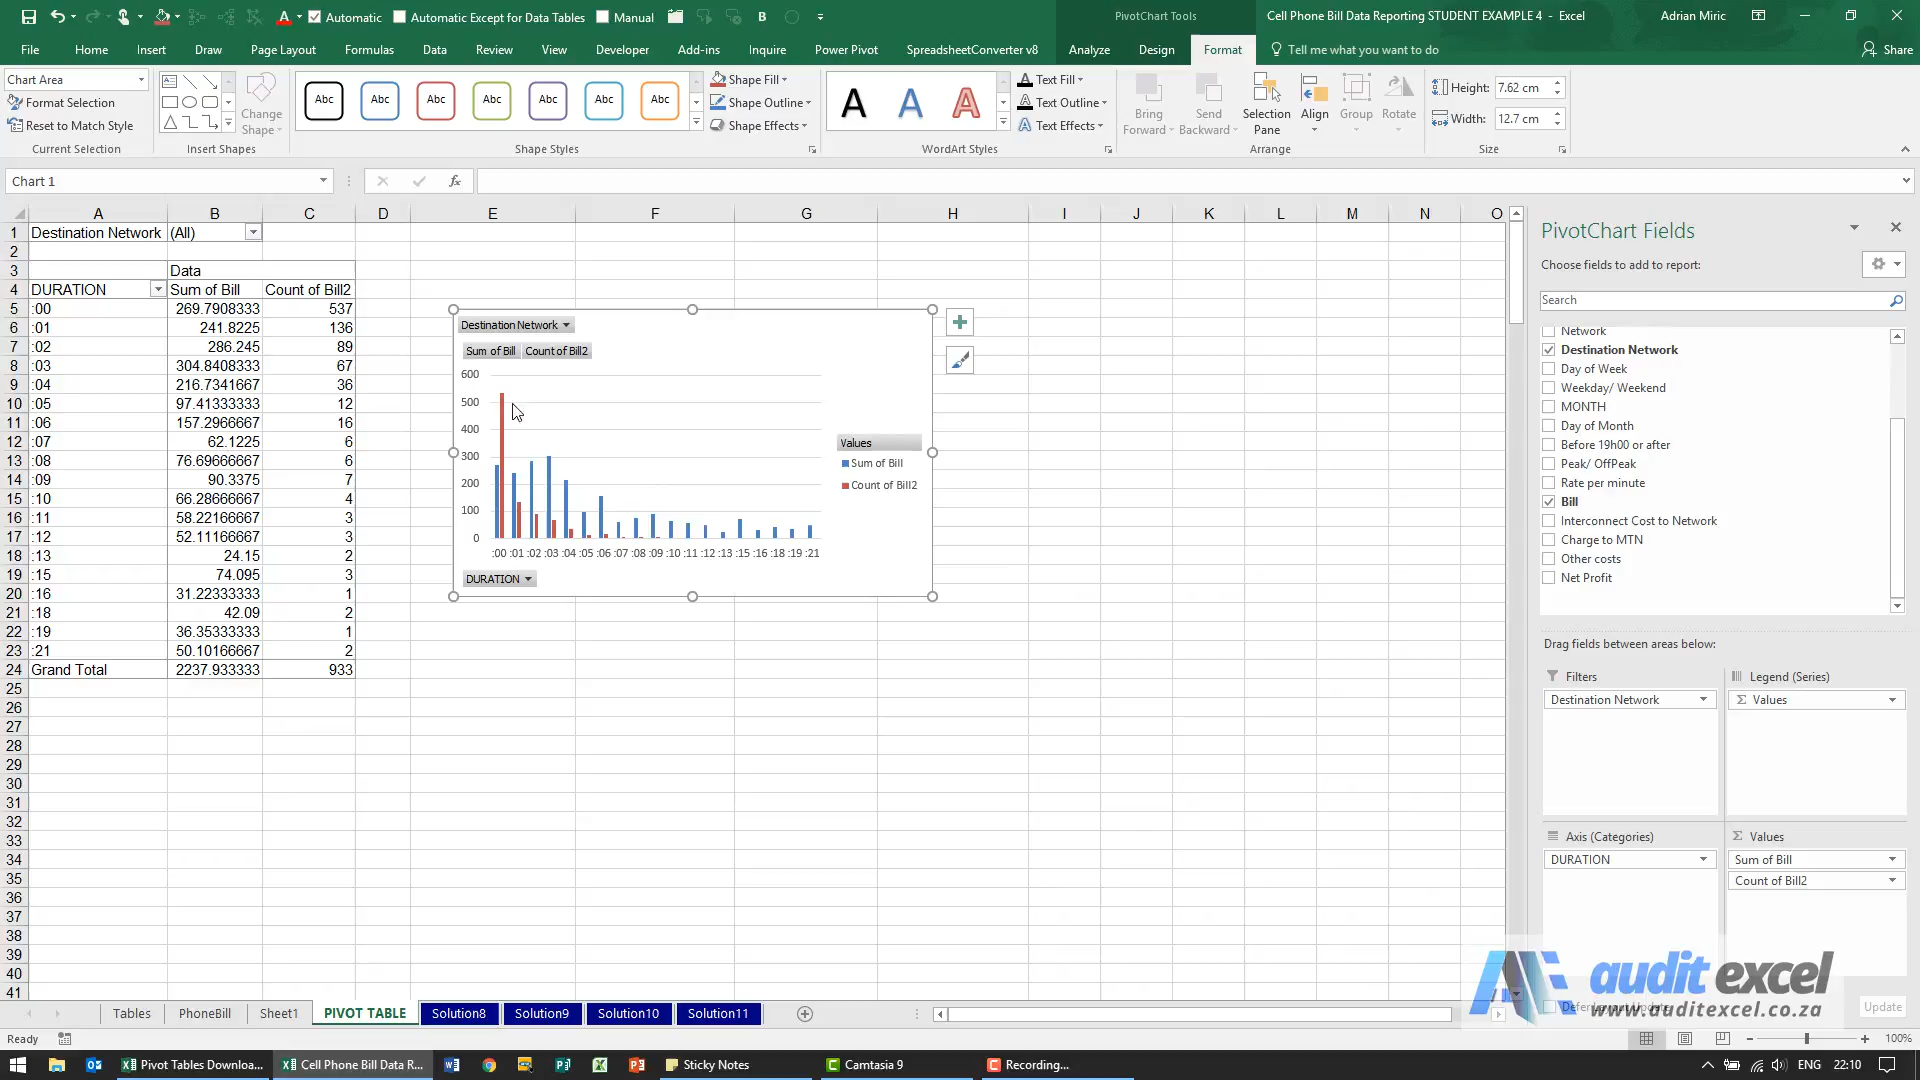 Automatic Automatic Except for Data Tables Manual B PivotChart Tools Cell Phone Bill Data Reporting STUDENT EXAMPLE 4 - Excel Adrian Miric
File Home Insert Draw Page Layout Formulas Data Review View Developer Add-ins Inquire Power Pivot SpreadsheetConverter v8 Analyze Design Format Tell me what you want to do Share
Chart Area
Format Selection
Reset to Match Style
Current Selection
Change Shape
Insert Shapes
Abc Abc Abc Abc Abc Abc Abc
Shape Fill
Shape Outline
Shape Effects
Shape Styles
A A A
Text Fill
Text Outline
Text Effects
WordArt Styles
Bring Forward
Send Backward
Selection Pane
Align
Group
Rotate
Arrange
Height: 7.62 cm
Width: 12.7 cm
Size
Chart 1
fx
A B C D E F G H I J K L M N O
1 Destination Network (All)
2
3 Data
4 DURATION Sum of Bill Count of Bill2
5 :00 269.7908333 537
6 :01 241.8225 136
7 :02 286.245 89
8 :03 304.8408333 67
9 :04 216.7341667 36
10 :05 97.41333333 12
11 :06 157.2966667 16
12 :07 62.1225 6
13 :08 76.69666667 6
14 :09 90.3375 7
15 :10 66.28666667 4
16 :11 58.22166667 3
17 :12 52.11166667 3
18 :13 24.15 2
19 :15 74.095 3
20 :16 31.22333333 1
21 :18 42.09 2
22 :19 36.35333333 1
23 :21 50.10166667 2
24 Grand Total 2237.933333 933
25
26
27
28
29
30
31
32
33
34
35
36
37
38
39
40
41
Destination Network
Sum of Bill Count of Bill2
600
500
400
300
200
100
0
:00 :01 :02 :03 :04 :05 :06 :07 :08 :09 :10 :11 :12 :13 :15 :16 :18 :19 :21
DURATION
Values
Sum of Bill
Count of Bill2
PivotChart Fields
Choose fields to add to report:
Search
Network
Destination Network
Day of Week
Weekday/ Weekend
MONTH
Day of Month
Before 19h00 or after
Peak/ OffPeak
Rate per minute
Bill
Interconnect Cost to Network
Charge to MTN
Other costs
Net Profit
Drag fields between areas below:
Filters
Destination Network
Legend (Series)
Σ Values
Axis (Categories)
DURATION
Σ Values
Sum of Bill
Count of Bill2
Defer Layout Update
Update
audit excel
www.auditexcel.co.za
Tables PhoneBill Sheet1 PIVOT TABLE Solution8 Solution9 Solution10 Solution11
Ready
100%
Pivot Tables Downloa... Cell Phone Bill Data R... Sticky Notes Camtasia 9 Recording... ENG 22:10